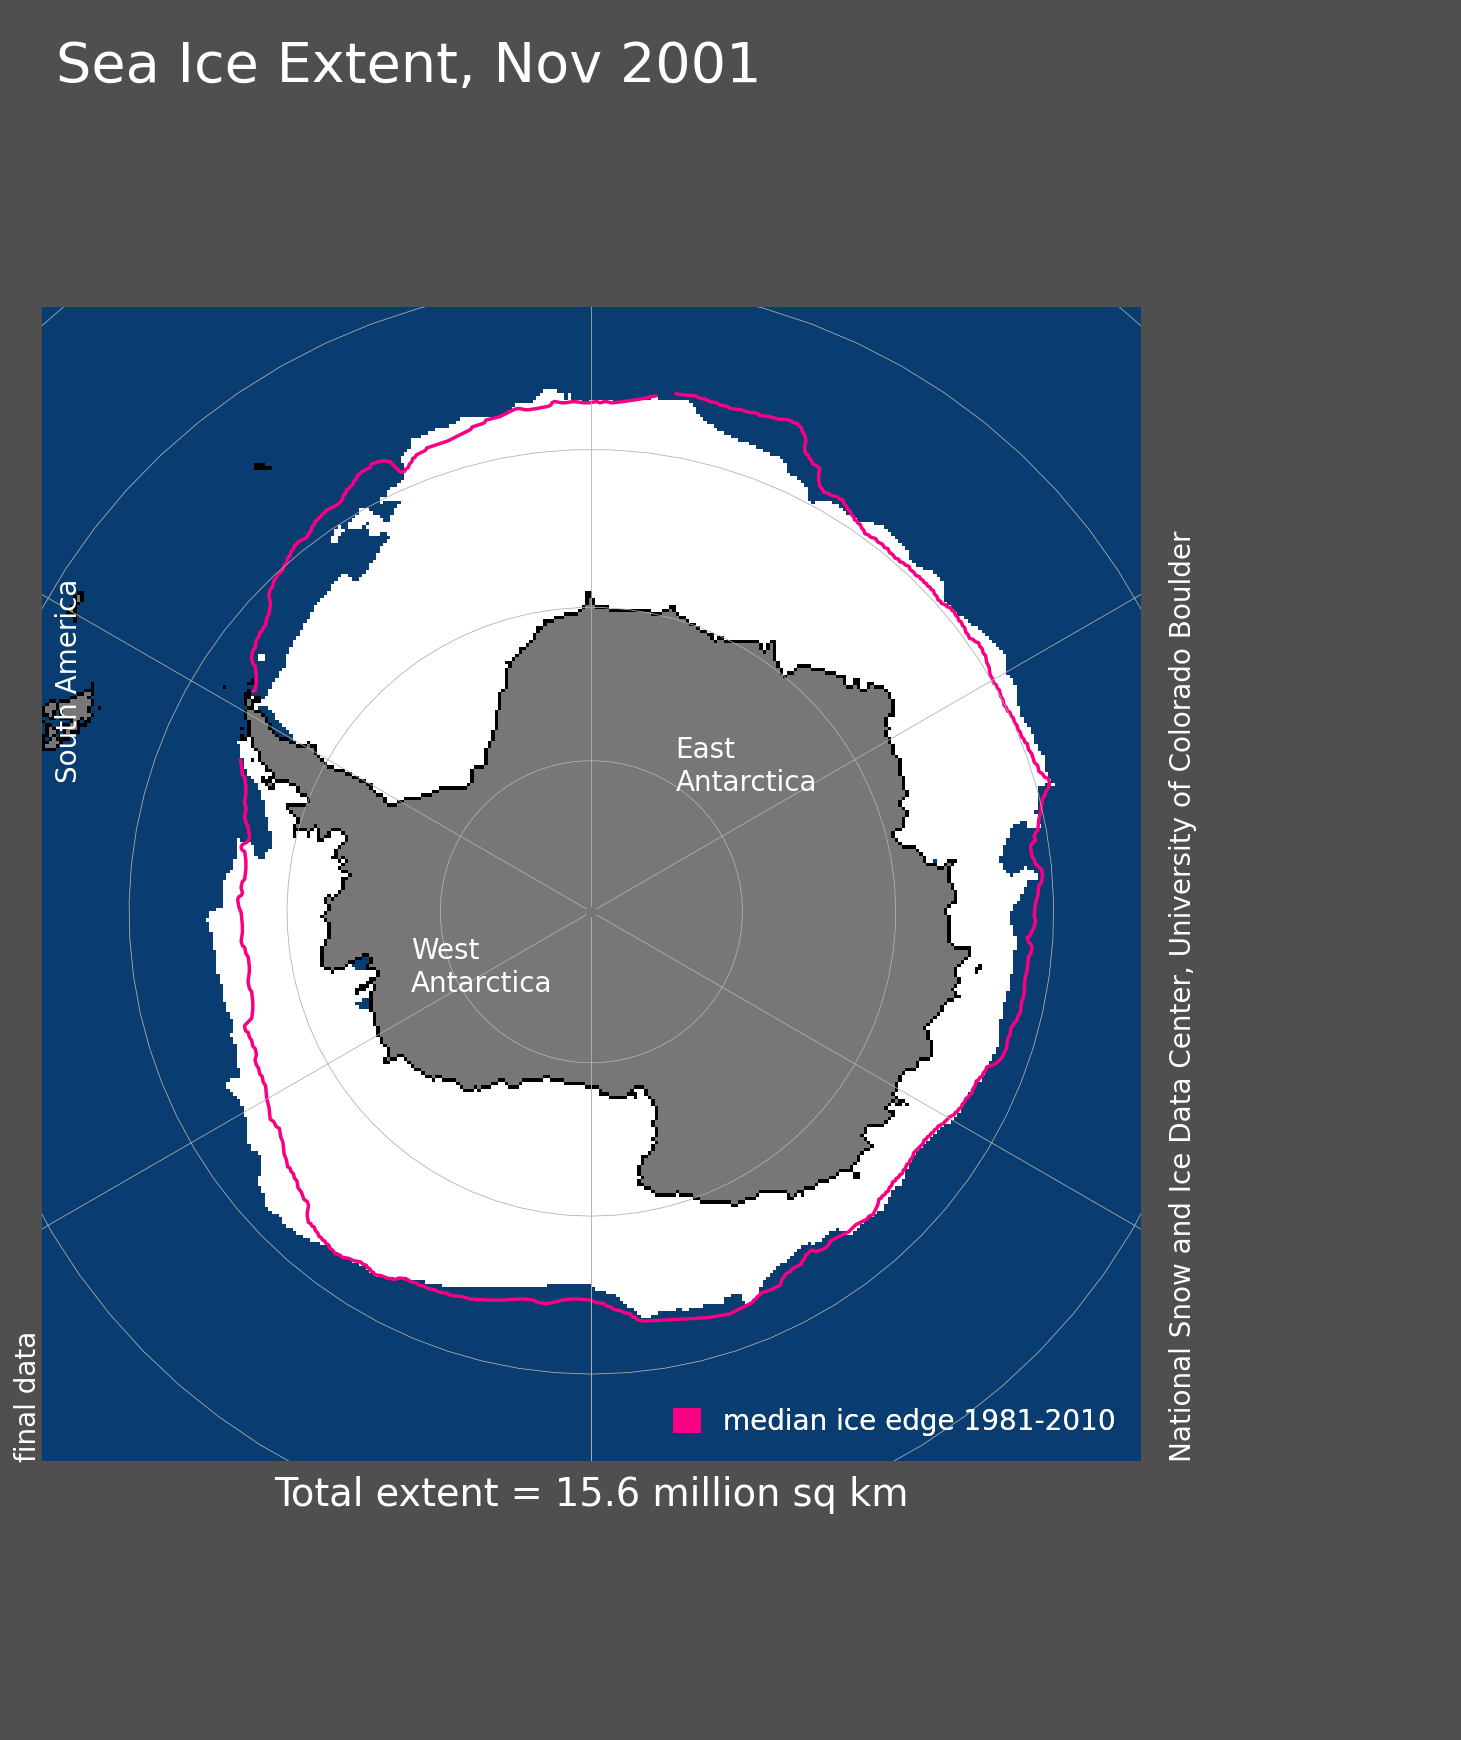 Sea Ice Extent, Nov 2001
South America
East
Antarctica
West
Antarctica
National Snow and Ice Data Center, University of Colorado Boulder
final data
median ice edge 1981-2010
Total extent = 15.6 million sq km